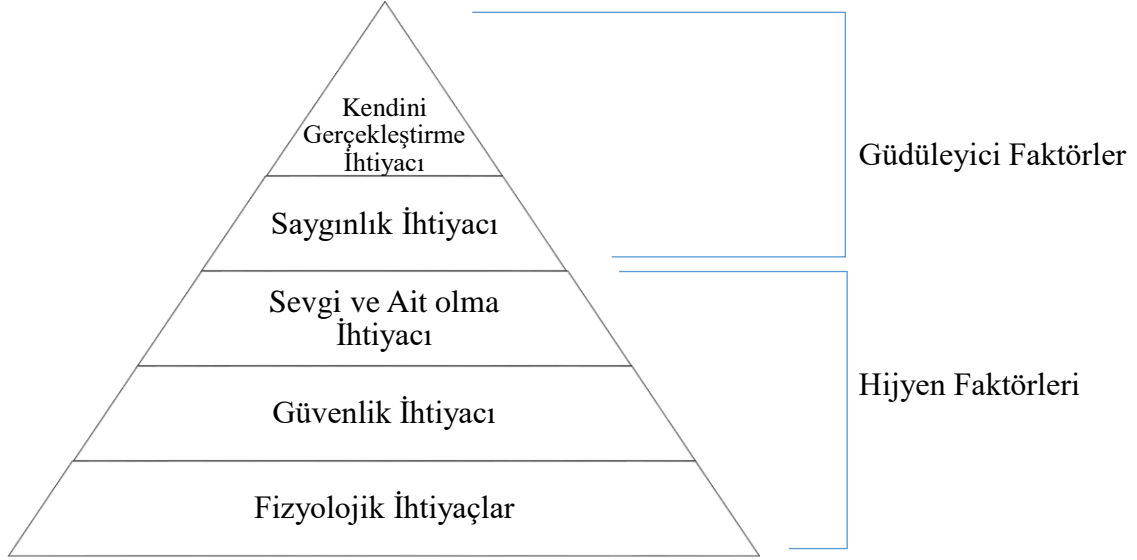 Kendini
Gerçekleştirme
İhtiyacı
Güdüleyici Faktörler
Saygınlık İhtiyacı
Sevgi ve Ait olma
İhtiyacı
Hijyen Faktörleri
Güvenlik İhtiyacı
Fizyolojik İhtiyaçlar